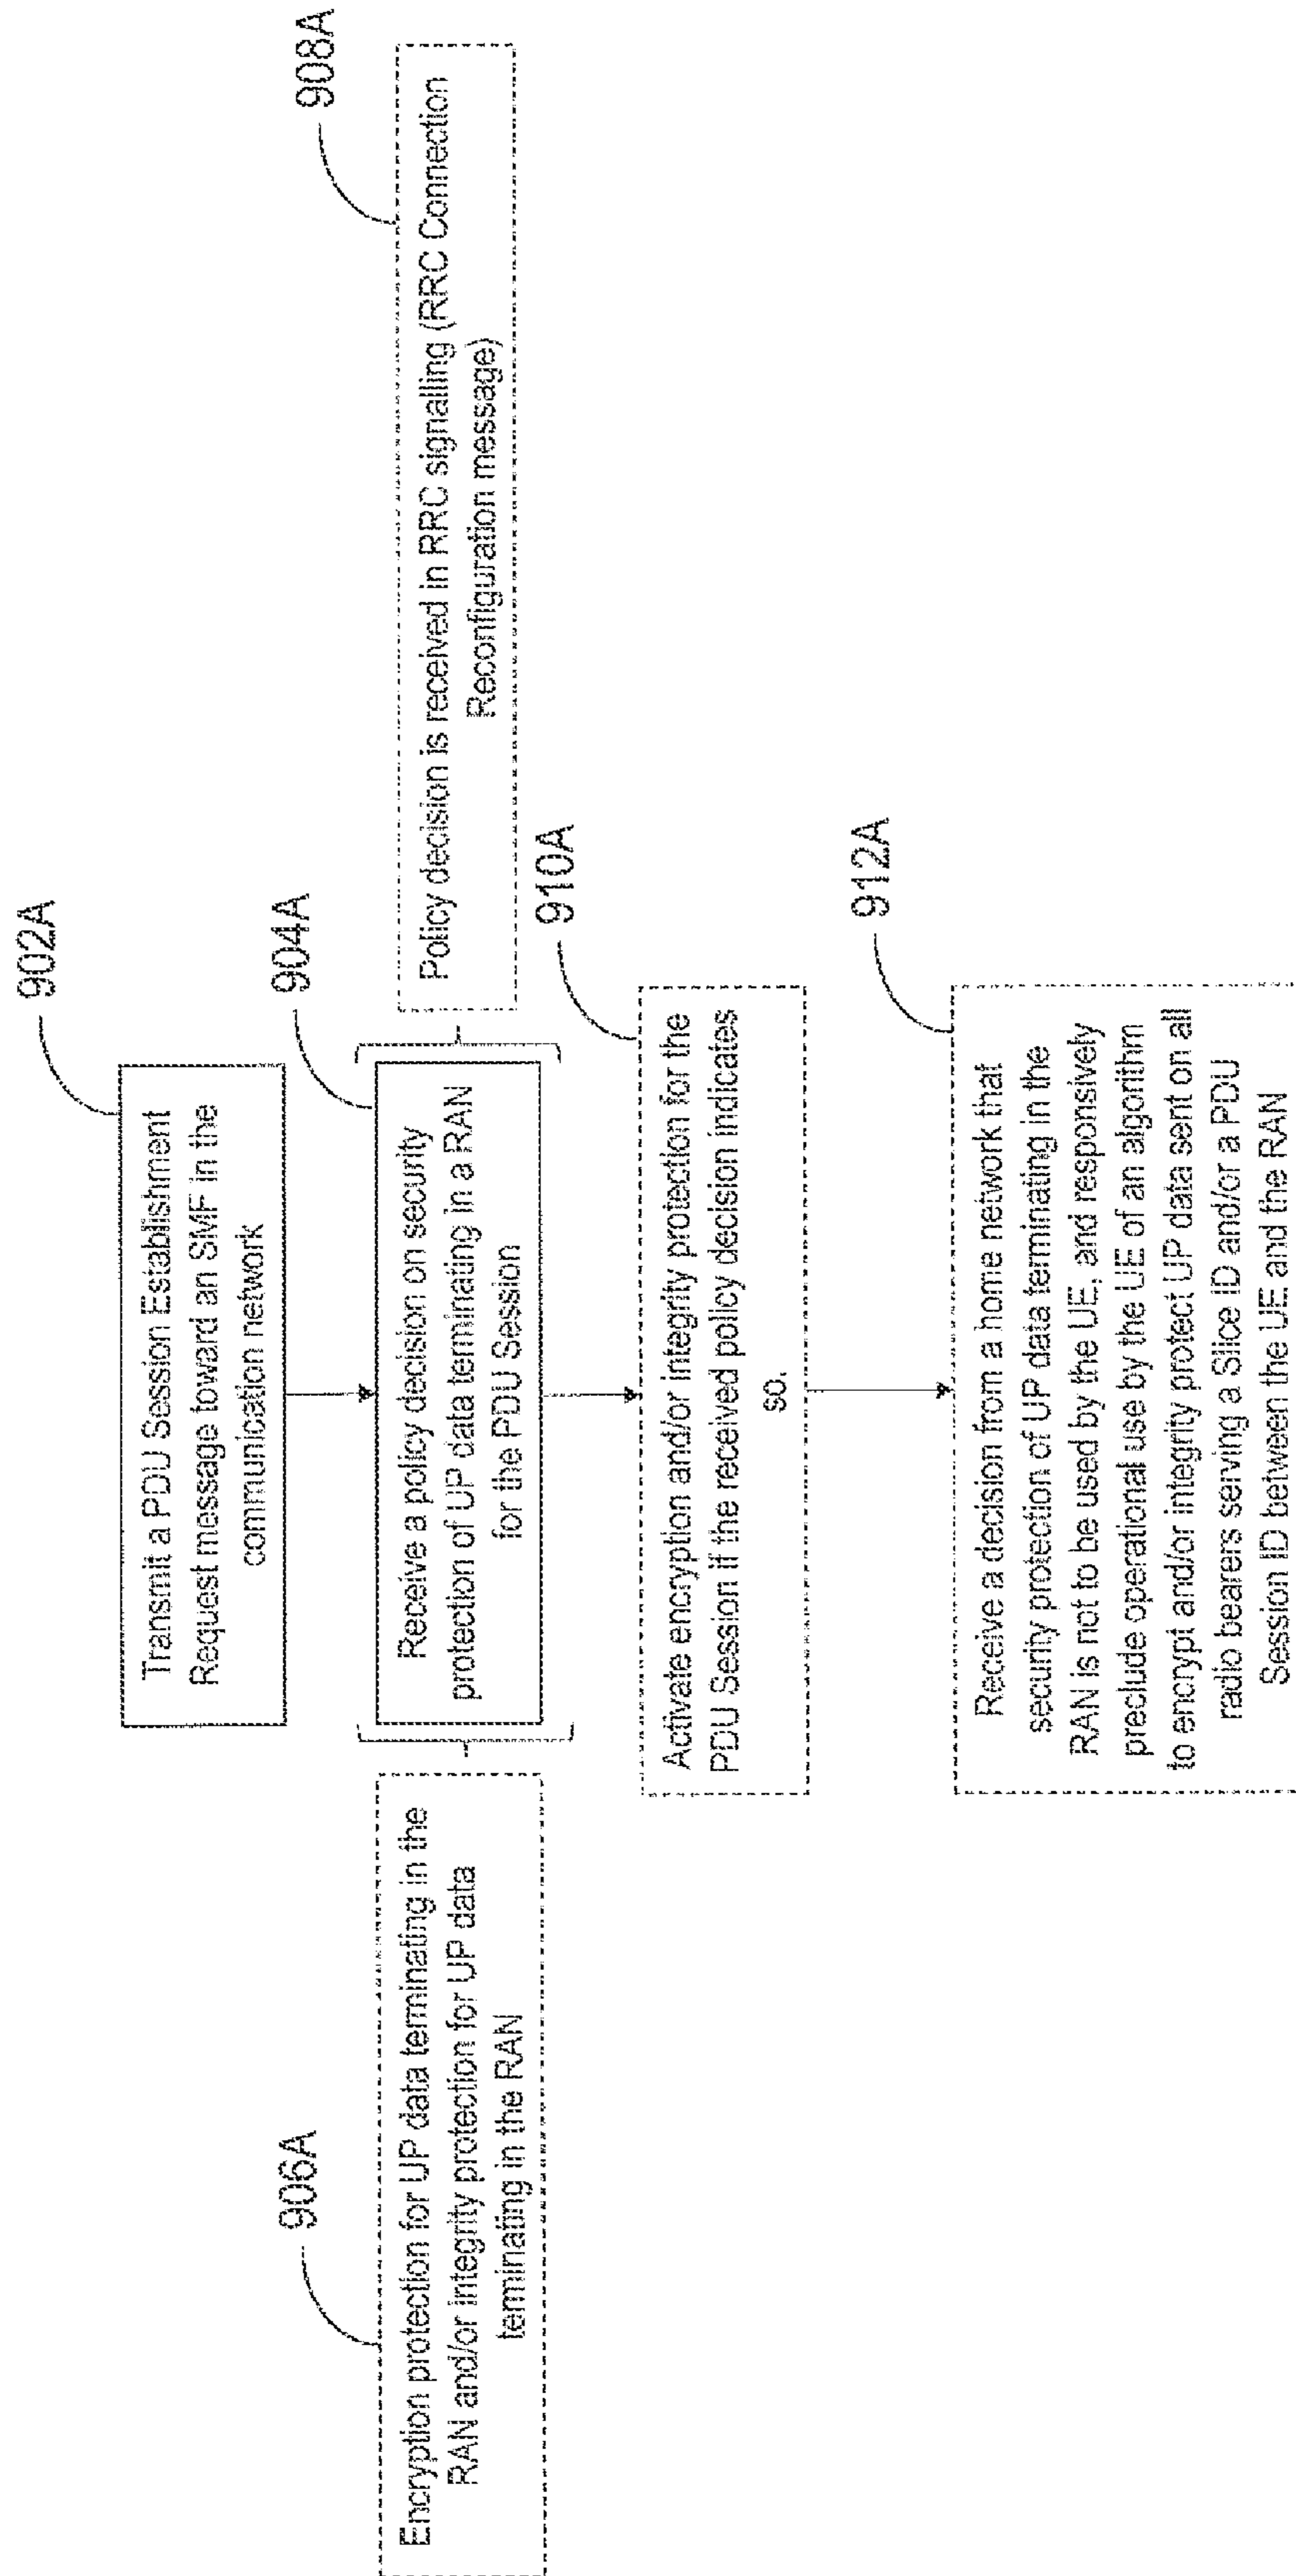 902A
Transmit a PDU Session Establishment
Request message toward an SMF in the
communication network
904A
Receive a policy decision on security
protection of UP data terminating in a RAN
for the PDU Session
906A
Encryption protection for UP data terminating in the
RAN and/or integrity protection for UP data
terminating in the RAN
908A
Policy decision is received in RRC signalling (RRC Connection
Reconfiguration message)
910A
Activate encryption and/or integrity protection for the
PDU Session if the received policy decision indicates
so.
912A
Receive a decision from a home network that
security protection of UP data terminating in the
RAN is not to be used by the UE, and responsively
preclude operational use by the UE of an algorithm
to encrypt and/or integrity protect UP data sent on all
radio bearers serving a Slice ID and/or a PDU
Session ID between the UE and the RAN